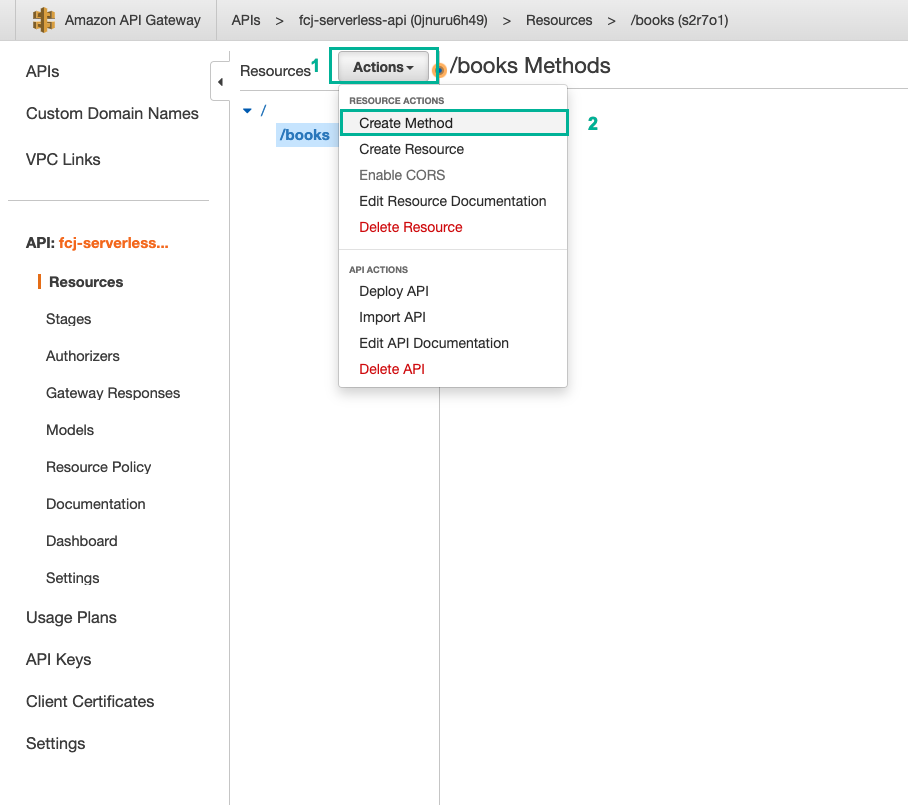 Amazon API Gateway
APIs > fcj-serverless-api (0jnuru6h49) > Resources > /books (s2r7o1)
APIs
Custom Domain Names
VPC Links
API: fcj-serverless...
Resources
Stages
Authorizers
Gateway Responses
Models
Resource Policy
Documentation
Dashboard
Settings
Usage Plans
API Keys
Client Certificates
Settings
Resources
1
Actions
/books Methods
/
/books
RESOURCE ACTIONS
Create Method
2
Create Resource
Enable CORS
Edit Resource Documentation
Delete Resource
API ACTIONS
Deploy API
Import API
Edit API Documentation
Delete API